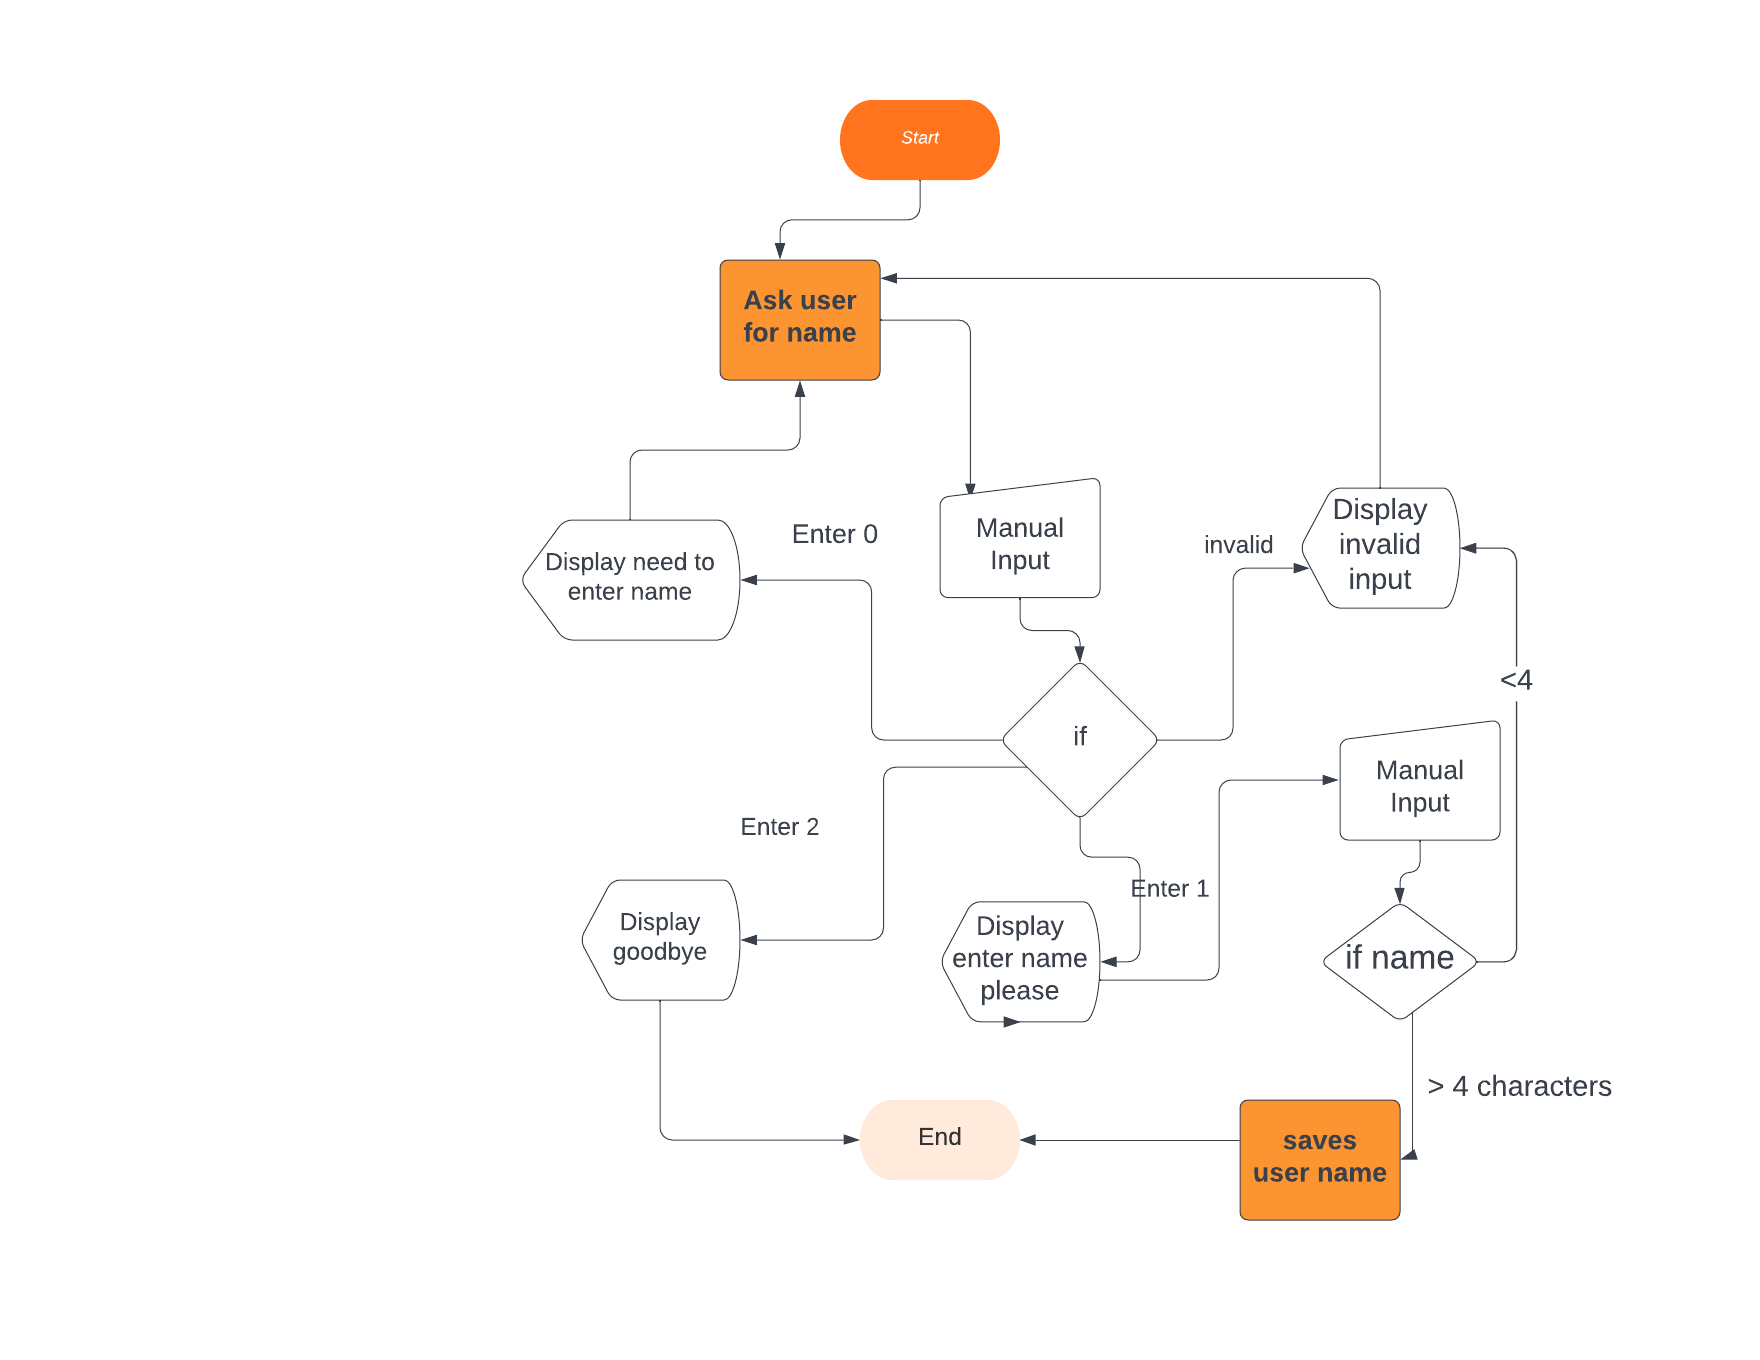 Start
Ask user
for name
Enter 0
Manual
Input
Display
invalid
input
invalid
Display need to
enter name
<4
if
Manual
Input
Enter 2
Enter 1
Display
goodbye
Display
enter name
please
if name
> 4 characters
End
saves
user name